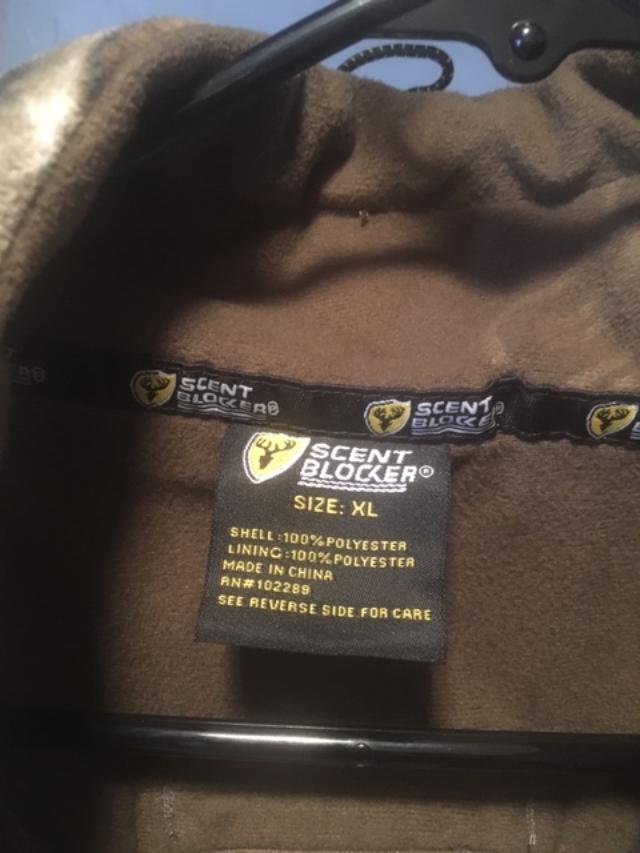 SCENT
BLOCKER®
SCENT
BLOCKE
SCENT
BLOCKER®
SIZE: XL
SHELL:100%POLYESTER
LINING:100%POLYESTER
MADE IN CHINA
RN#102289
SEE REVERSE SIDE FOR CARE